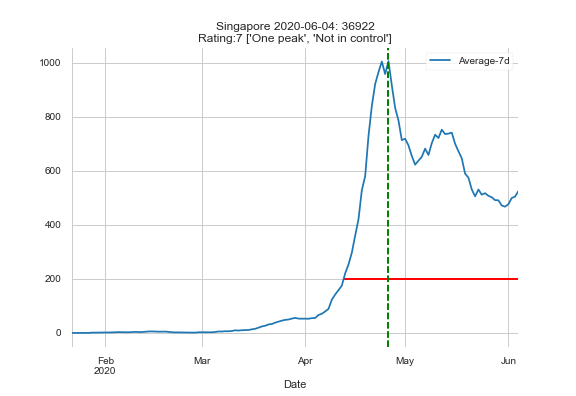 Singapore 2020-06-04: 36922
Rating:7 ['One peak', 'Not in control']
Average-7d
1000
800
600
400
200
0
Feb
2020
Mar
Apr
May
Jun
Date